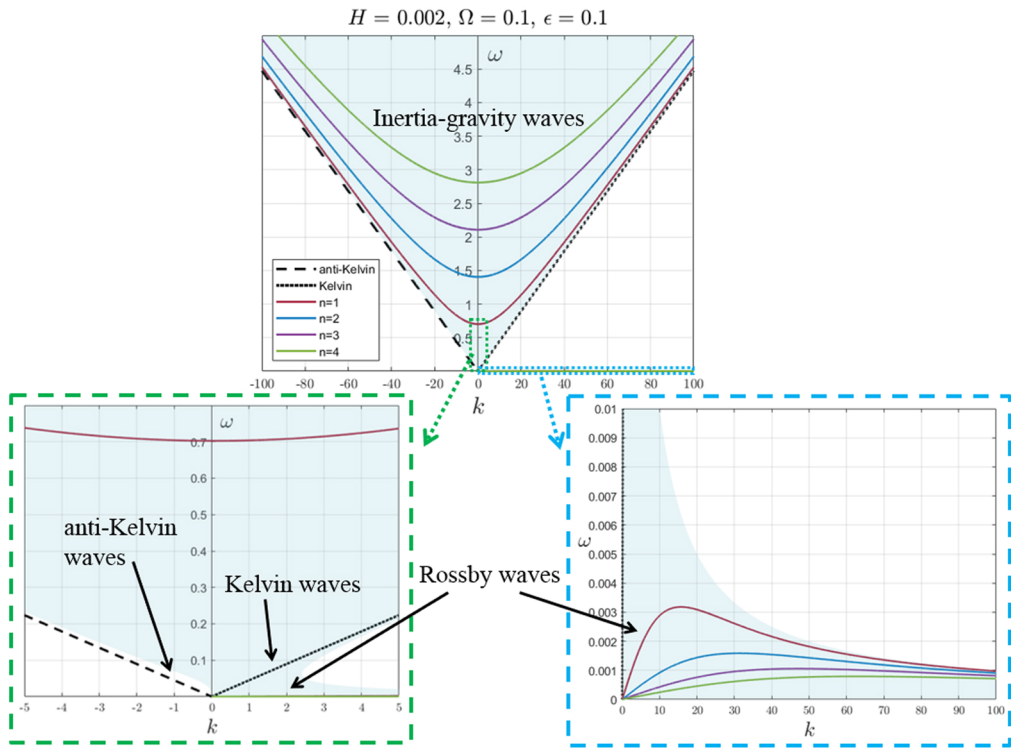 H = 0.002, Ω = 0.1, ϵ = 0.1
ω
4.5
4
Inertia-gravity waves
3.5
3
2.5
2
1.5
1
0.5
anti-Kelvin
Kelvin
n=1
n=2
n=3
n=4
-100 -80 -60 -40 -20 0 20 40 60 80 100
k
ω
0.7
0.6
0.5
0.4
0.3
0.2
0.1
anti-Kelvin
waves
Kelvin waves
-5 -4 -3 -2 -1 0 1 2 3 4 5
k
Rossby waves
0.01
0.009
0.008
0.007
0.006
ω
0.005
0.004
0.003
0.002
0.001
0
0 10 20 30 40 50 60 70 80 90 100
k